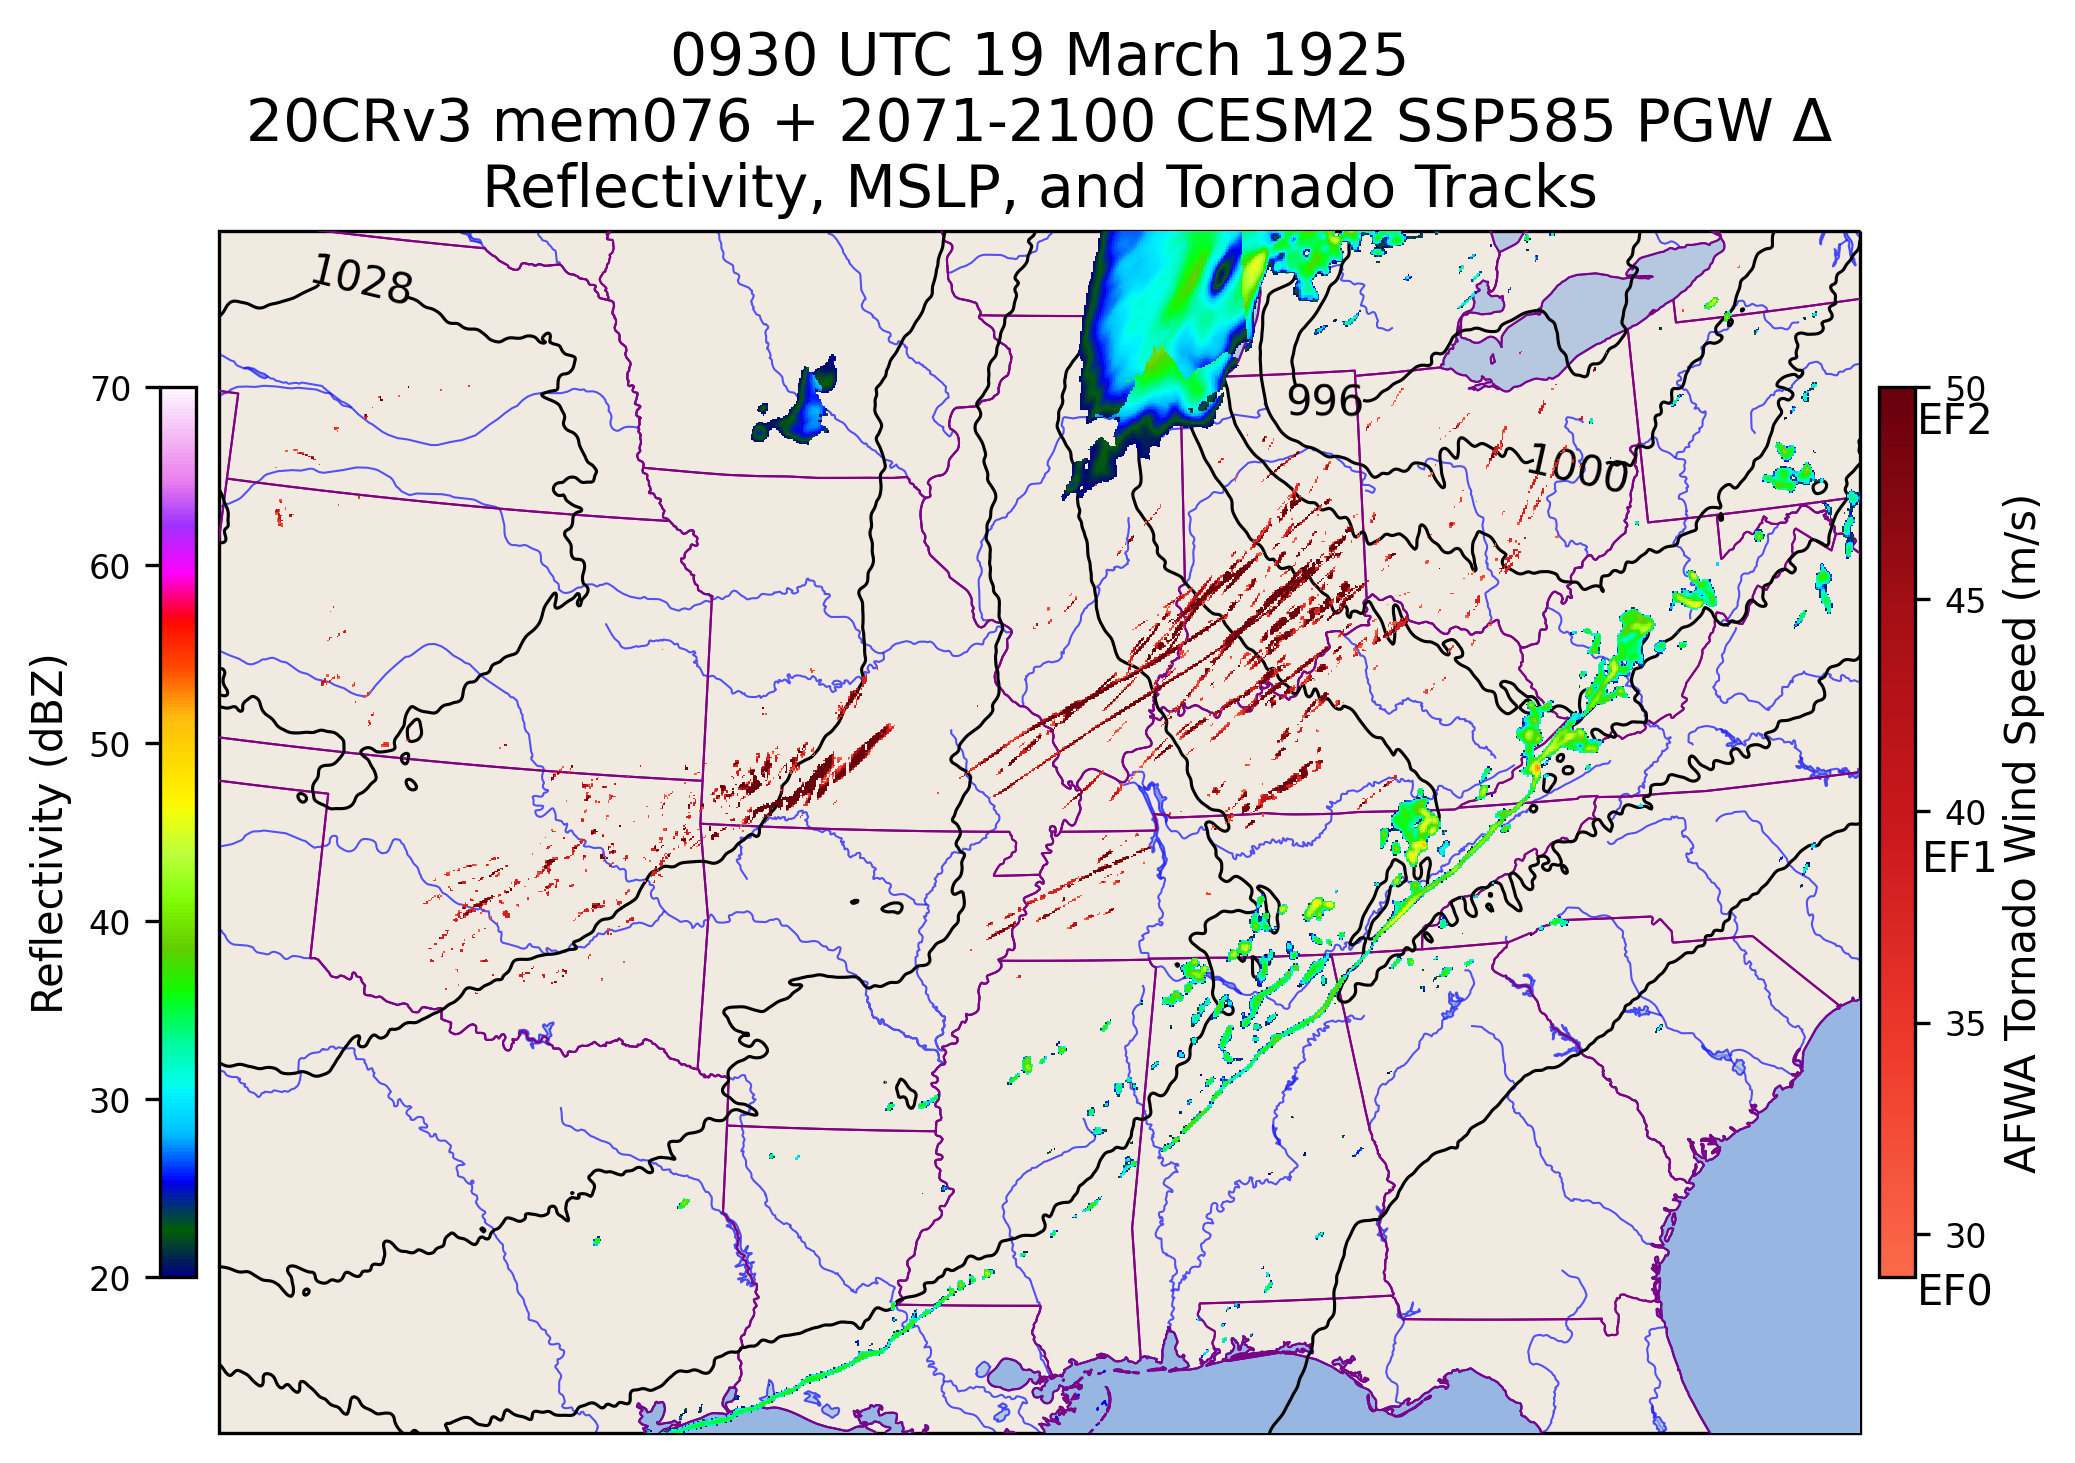 0930 UTC 19 March 1925
20CRv3 mem076 + 2071-2100 CESM2 SSP585 PGW Δ
Reflectivity, MSLP, and Tornado Tracks
1028
996
1000
70
60
50
40
30
20
Reflectivity (dBZ)
50
EF2
45
40
EF1
35
30
EF0
AFWA Tornado Wind Speed (m/s)